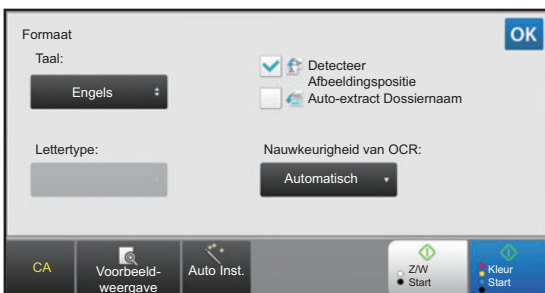 Formaat
OK
Taal:
Engels
Detecteer
Afbeeldingspositie
Auto-extract Dossiernaam
Lettertype:
Nauwkeurigheid van OCR:
Automatisch
CA
Voorbeeld-
weergave
Auto Inst.
Z/W
Start
Kleur
Start